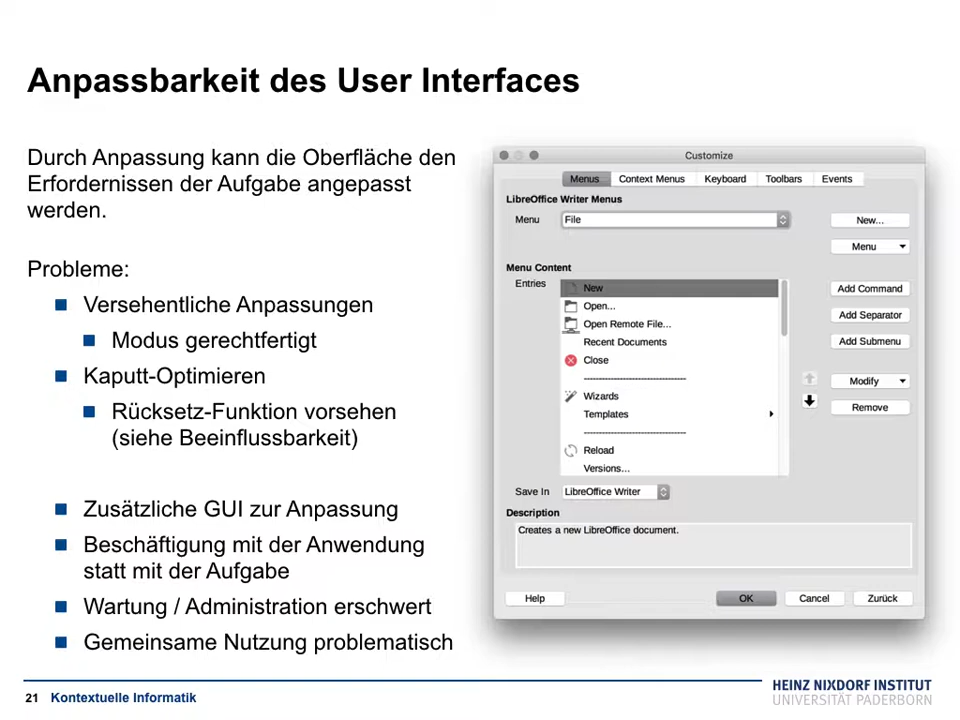 Anpassbarkeit des User Interfaces
Durch Anpassung kann die Oberfläche den
Erfordernissen der Aufgabe angepasst
werden.
Probleme:
Versehentliche Anpassungen
Modus gerechtfertigt
Kaputt-Optimieren
Rücksetz-Funktion vorsehen
(siehe Beeinflussbarkeit)
Zusätzliche GUI zur Anpassung
Beschäftigung mit der Anwendung
statt mit der Aufgabe
Wartung / Administration erschwert
Gemeinsame Nutzung problematisch
Customize
Menus Context Menus Keyboard Toolbars Events
LibreOffice Writer Menus
Menu File New...
Menu
Menu Content
Entries New Add Command
Open...
Open Remote File... Add Separator
Recent Documents Add Submenu
Close
----------------------------------
Wizards Modify
Templates Remove
----------------------------------
Reload
Versions...
Save In LibreOffice Writer
Description
Creates a new LibreOffice document.
Help OK Cancel Zurück
21 Kontextuelle Informatik
HEINZ NIXDORF INSTITUT
UNIVERSITÄT PADERBORN